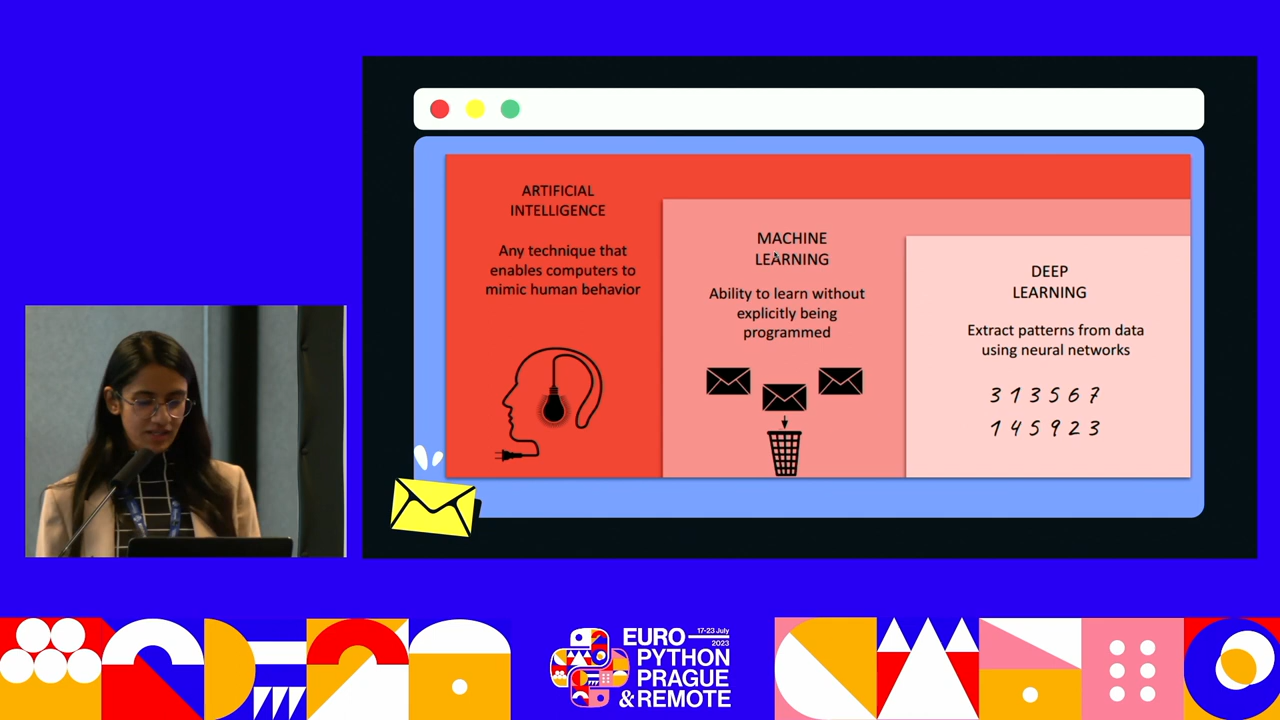 ARTIFICIAL
INTELLIGENCE
Any technique that
enables computers to
mimic human behavior
MACHINE
LEARNING
Ability to learn without
explicitly being
programmed
DEEP
LEARNING
Extract patterns from data
using neural networks
3 1 3 5 6 7
1 4 5 9 2 3
17-23 July
2023
EURO
PYTHON
PRAGUE
& REMOTE